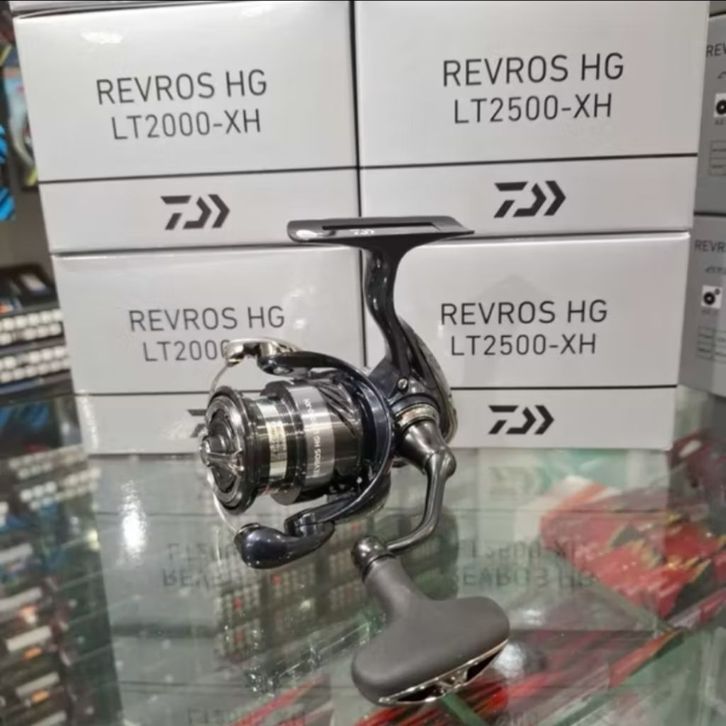 REVROS HG
LT2000-XH
REVROS HG
LT2500-XH
REVROS HG
LT2000
REVROS HG
LT2500-XH
REVROS HG